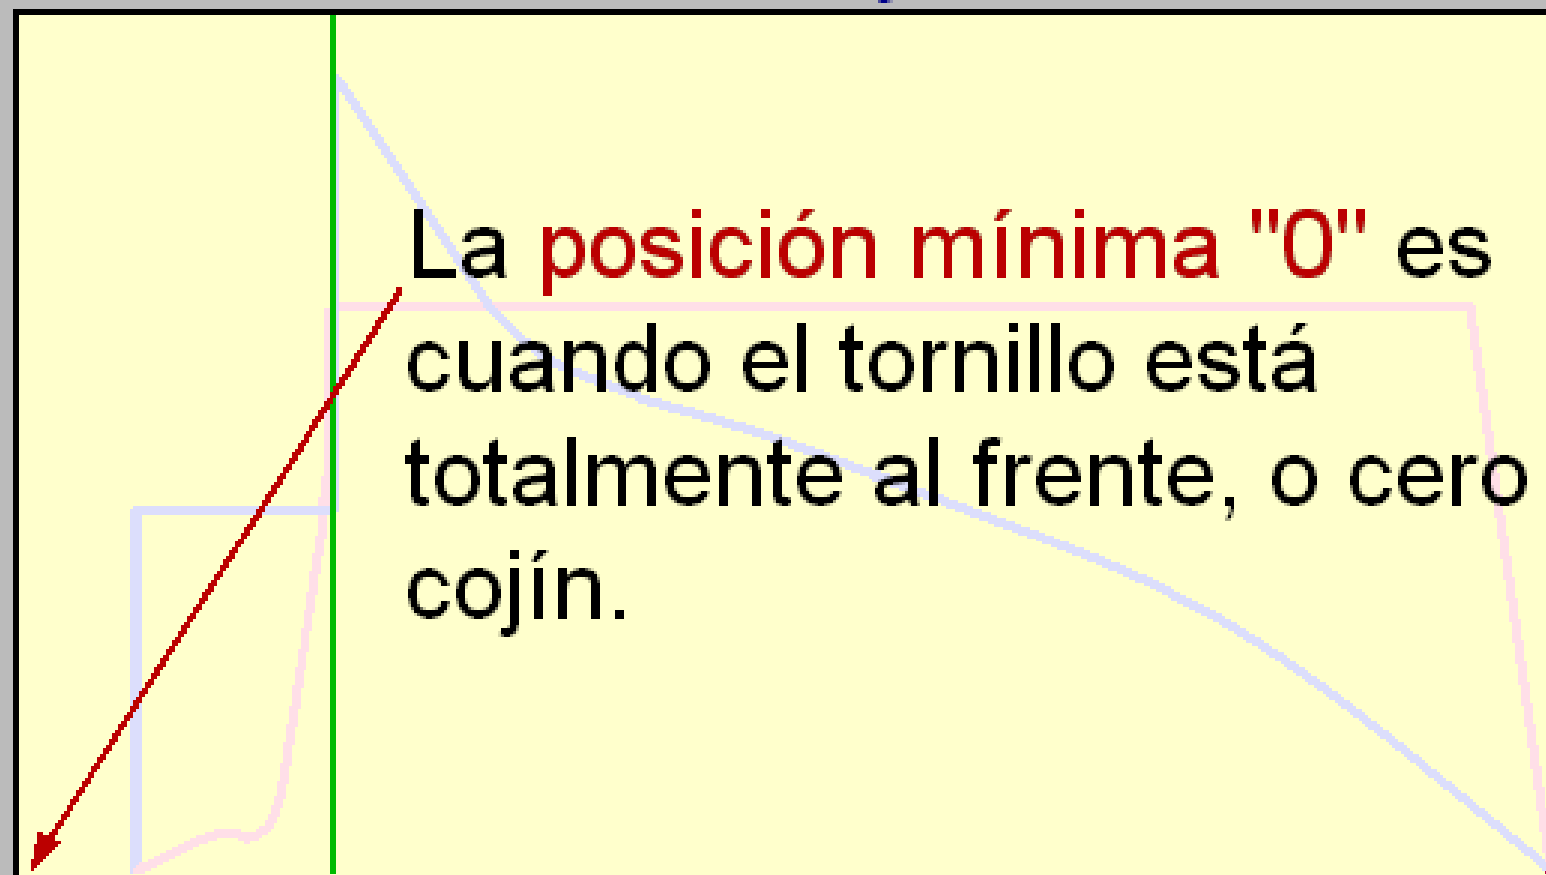 La posición mínima "0" es
cuando el tornillo está
totalmente al frente, o cero
cojín.